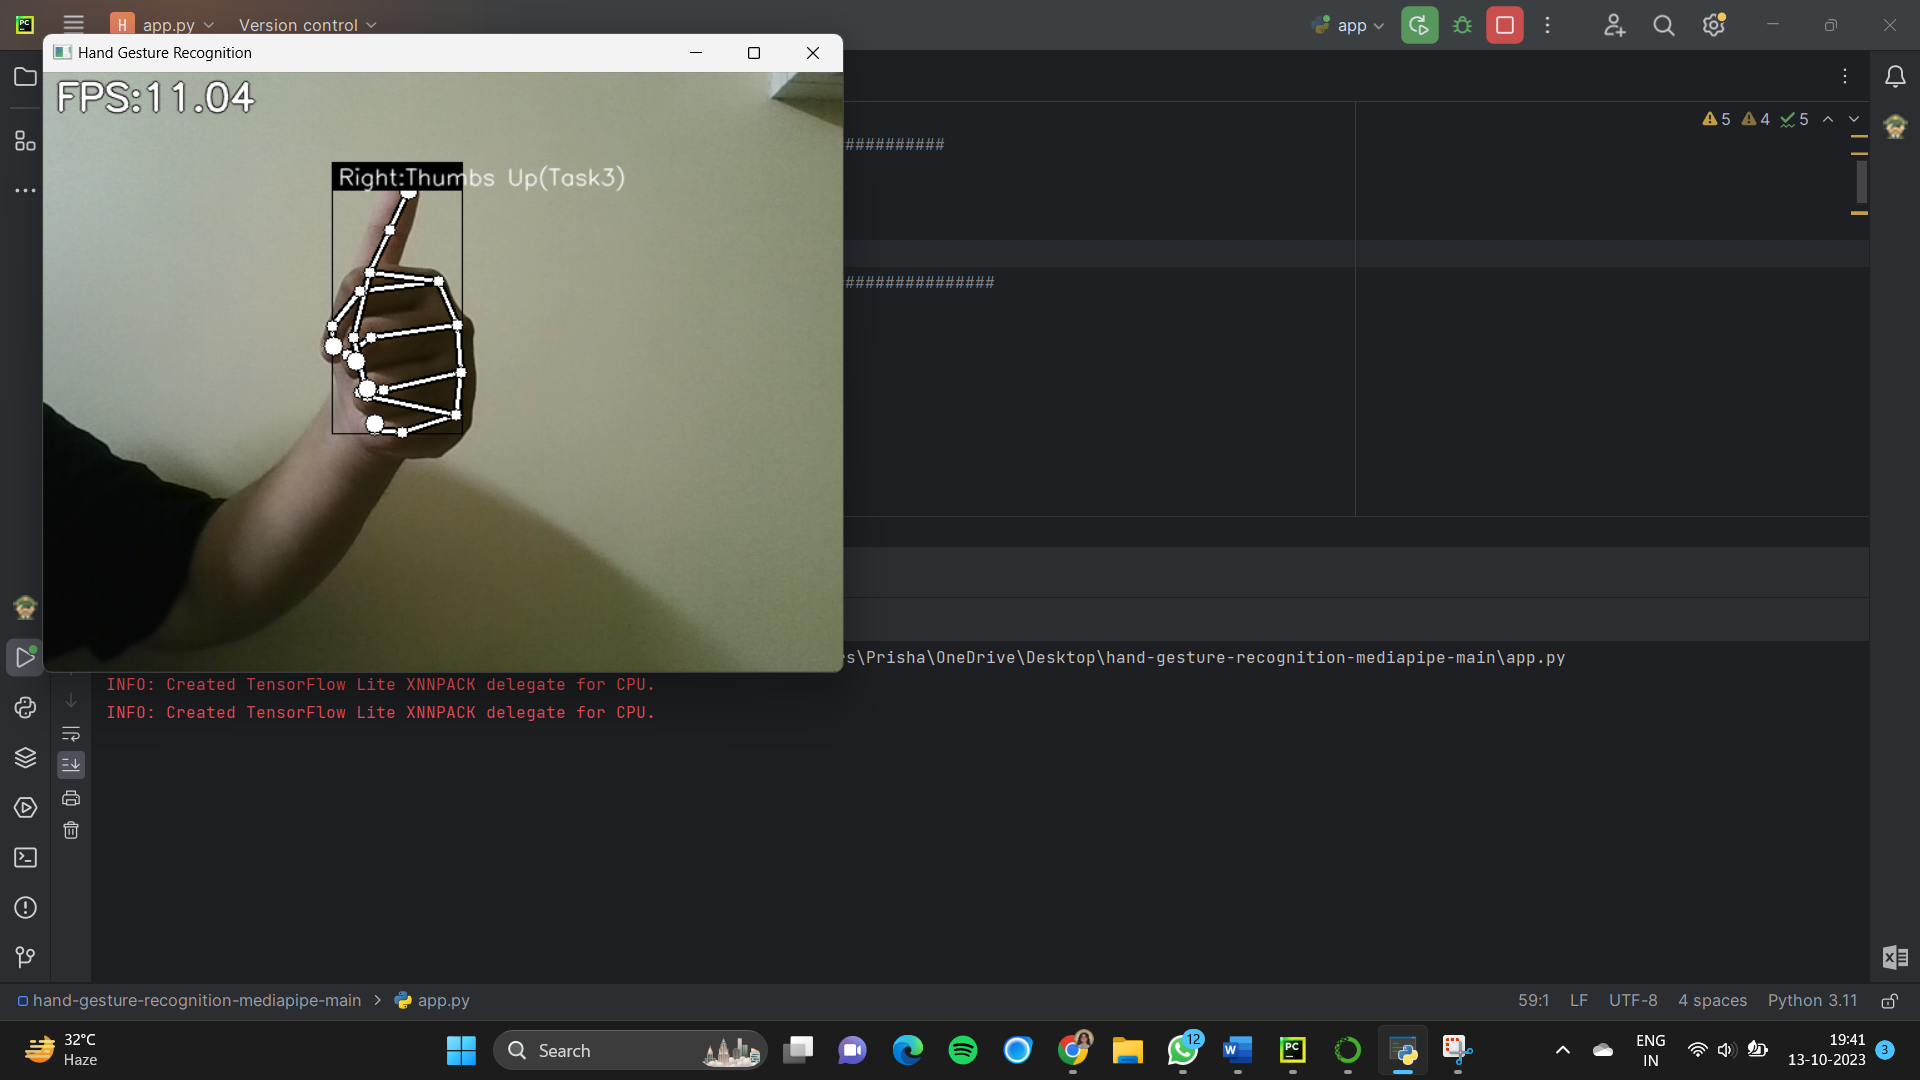 PC
H app.py
Version control
app
Hand Gesture Recognition
FPS:11.04
Right:Thumbs Up(Task3)
5 4 5
##########
###############
s\Prisha\OneDrive\Desktop\hand-gesture-recognition-mediapipe-main\app.py
INFO: Created TensorFlow Lite XNNPACK delegate for CPU.
INFO: Created TensorFlow Lite XNNPACK delegate for CPU.
hand-gesture-recognition-mediapipe-main > app.py
59:1 LF UTF-8 4 spaces Python 3.11
32°C
Haze
Search
12
W
PC
ENG
IN
19:41
13-10-2023
3